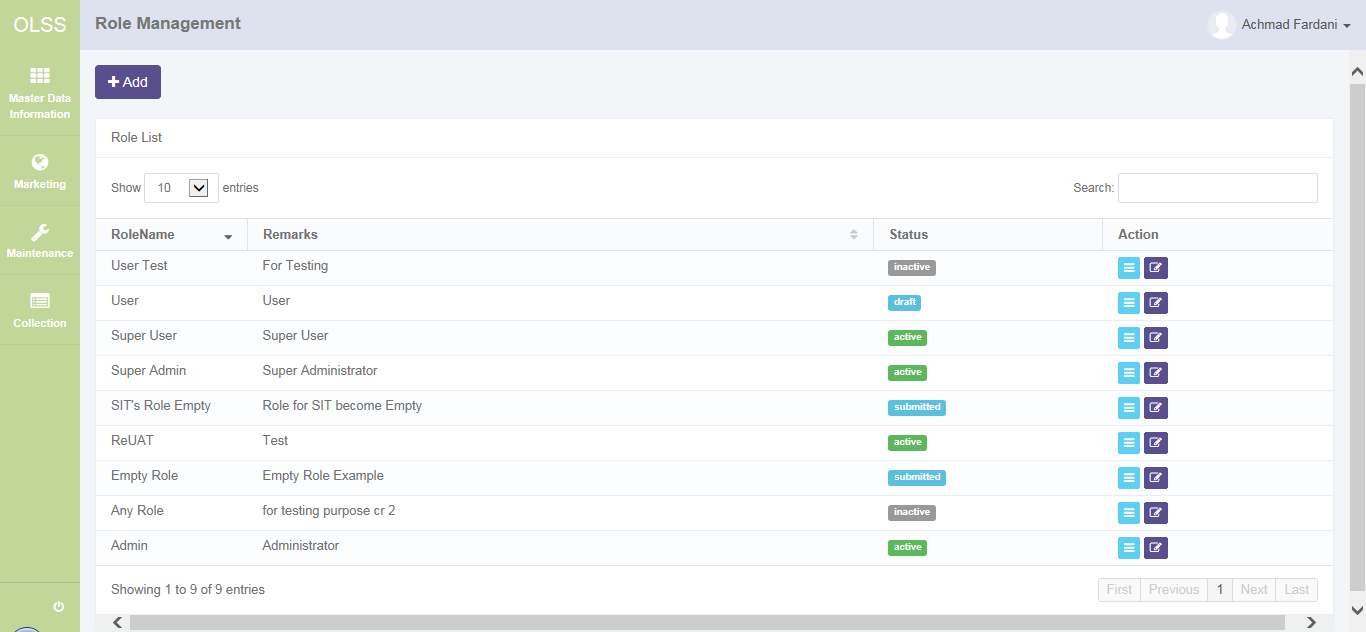 OLSS
Role Management
Achmad Fardani
Master Data
Information
Marketing
Maintenance
Collection
Add
Role List
Show 10 entries
Search:
RoleName Remarks Status Action
User Test For Testing inactive
User User draft
Super User Super User active
Super Admin Super Administrator active
SIT's Role Empty Role for SIT become Empty submitted
ReUAT Test active
Empty Role Empty Role Example submitted
Any Role for testing purpose cr 2 inactive
Admin Administrator active
Showing 1 to 9 of 9 entries
First Previous 1 Next Last